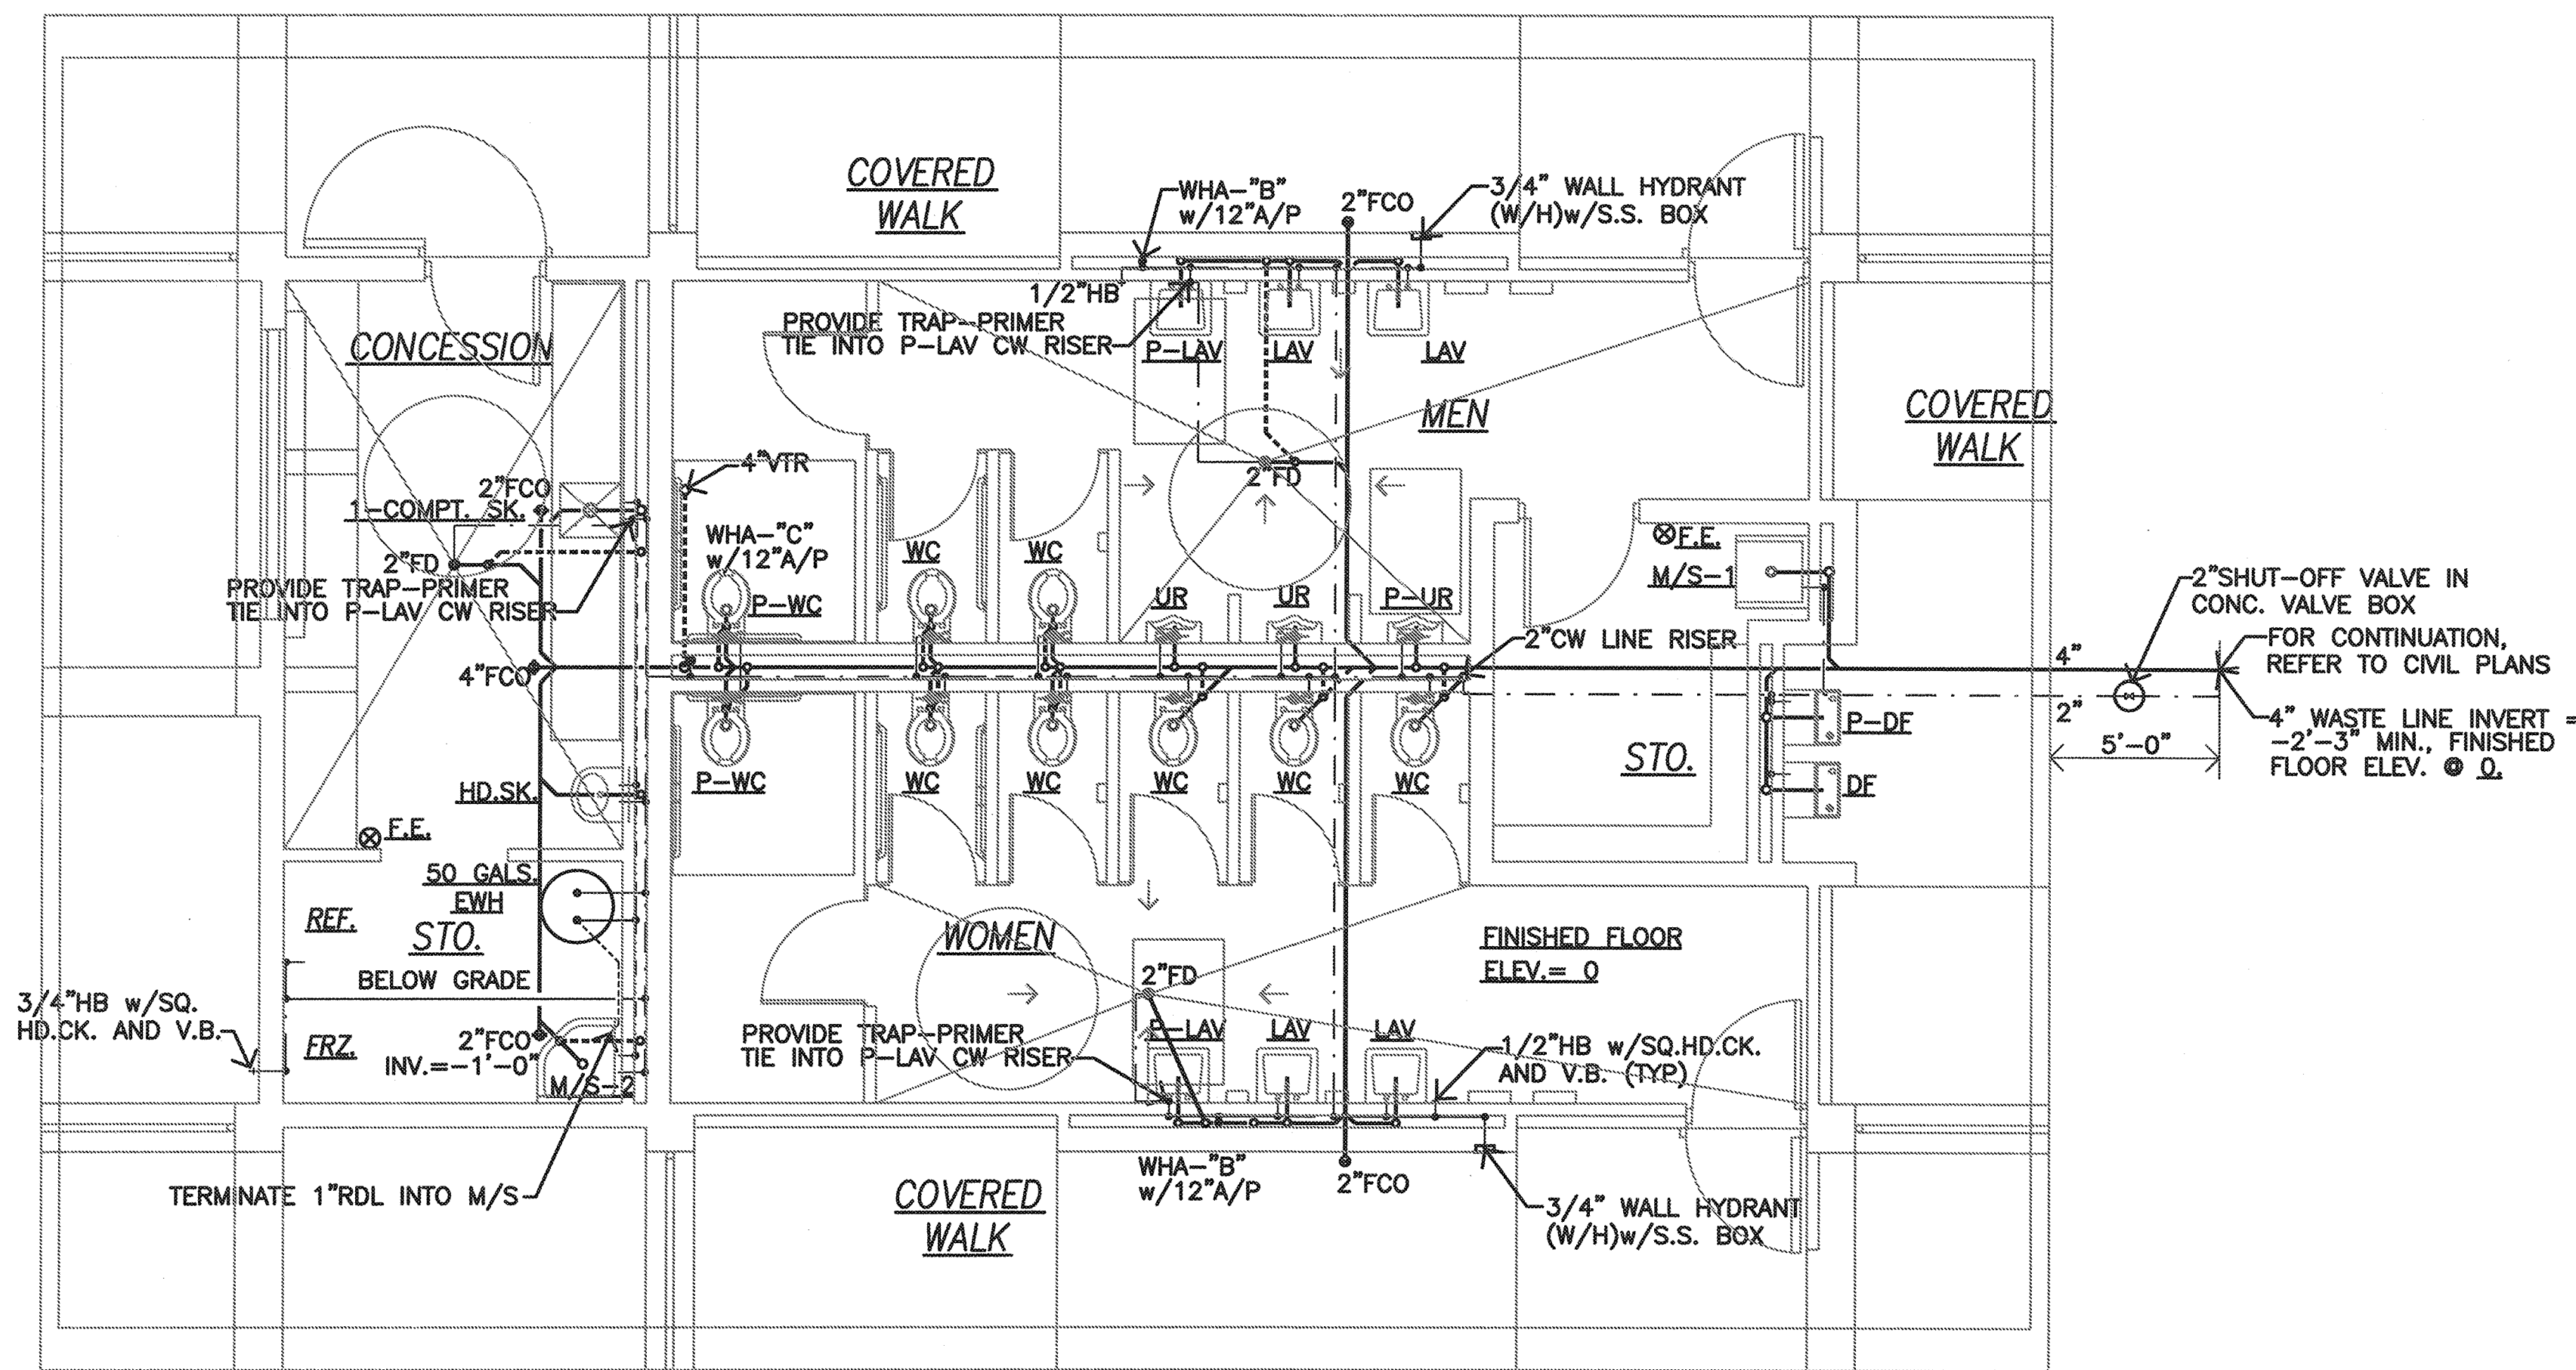 COVERED
WALK
WHA-"B"
w/12"A/P
2"FCO
3/4" WALL HYDRANT
(W/H)w/S.S. BOX
1/2"HB
PROVIDE TRAP-PRIMER
TIE INTO P-LAV CW RISER
P-LAV
LAV
LAV
CONCESSION
MEN
COVERED
WALK
4"VTR
2"FD
2"FCO
1-COMPT. SK.
WHA-"C"
w/12"A/P
WC
WC
F.E.
2"FD
PROVIDE TRAP-PRIMER
TIE INTO P-LAV CW RISER
P-WC
UR
UR
P-UR
M/S-1
2"SHUT-OFF VALVE IN
CONC. VALVE BOX
2"CW LINE RISER
FOR CONTINUATION,
REFER TO CIVIL PLANS
4"
4"FCO
2"
4" WASTE LINE INVERT =
-2'-3" MIN., FINISHED
FLOOR ELEV. @ 0.
5'-0"
P-DF
STO.
DF
P-WC
WC
WC
WC
WC
WC
HD.SK.
F.E.
50 GALS.
EWH
REF.
STO.
WOMEN
FINISHED FLOOR
ELEV.= 0
BELOW GRADE
2"FD
3/4"HB w/SQ.
HD.CK. AND V.B.
FRZ.
2"FCO
INV.=-1'-0"
M/S-2
PROVIDE TRAP-PRIMER
TIE INTO P-LAV CW RISER
P-LAV
LAV
LAV
1/2"HB w/SQ.HD.CK.
AND V.B. (TYP)
TERMINATE 1"RDL INTO M/S
COVERED
WALK
WHA-"B"
w/12"A/P
2"FCO
3/4" WALL HYDRANT
(W/H)w/S.S. BOX